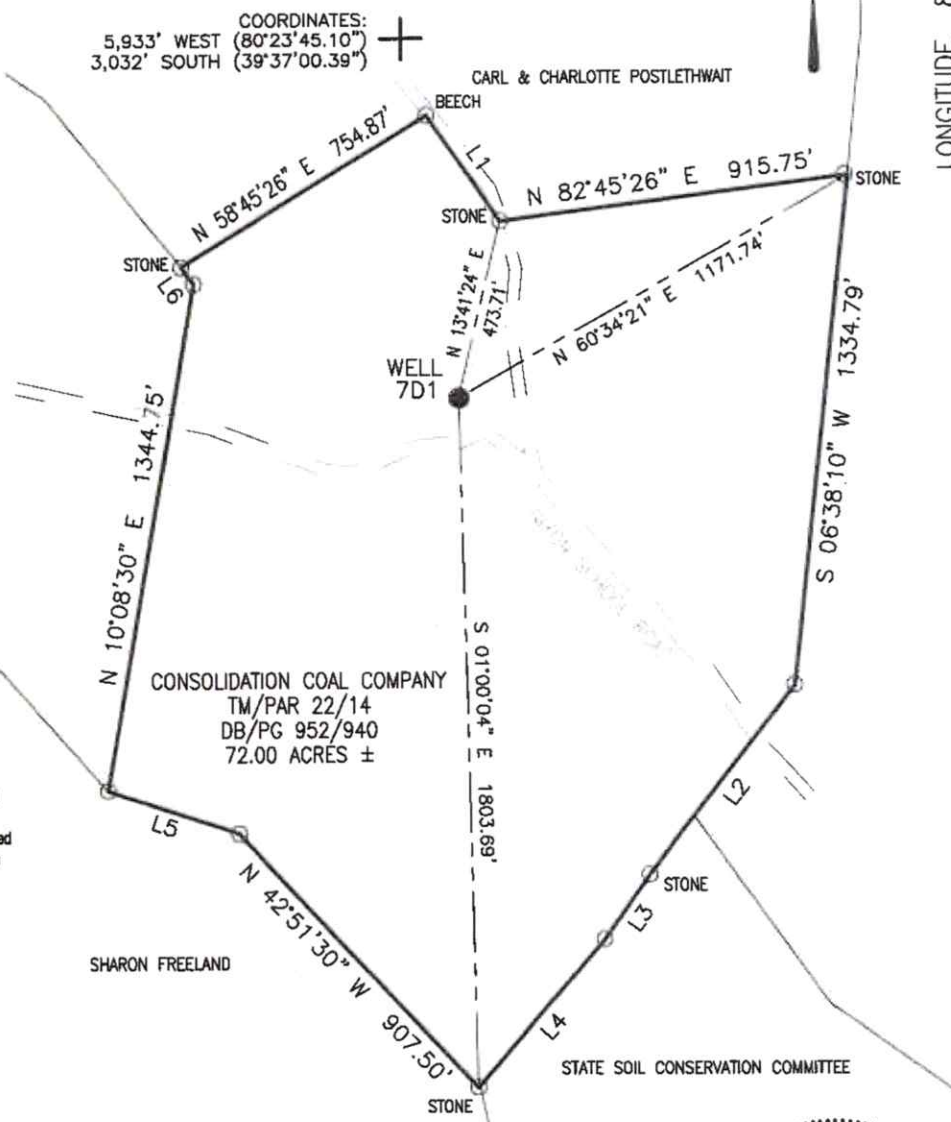 COORDINATES:
5,933' WEST (80°23'45.10")
3,032' SOUTH (39°37'00.39")
LONGITUDE
CARL & CHARLOTTE POSTLETHWAIT
BEECH
N 58°45'26" E 754.87'
L1
N 82°45'26" E 915.75'
STONE
STONE
STONE
L6
N 13°41'24" E
473.71'
N 60°34'21" E 1171.74'
WELL
7D1
N 10°08'30" E 1344.75'
S 06°38'10" W 1334.79'
S 01°00'04" E 1803.69'
CONSOLIDATION COAL COMPANY
TM/PAR 22/14
DB/PG 952/940
72.00 ACRES ±
L5
L2
STONE
L3
N 42°51'30" W 907.50'
SHARON FREELAND
L4
STATE SOIL CONSERVATION COMMITTEE
STONE